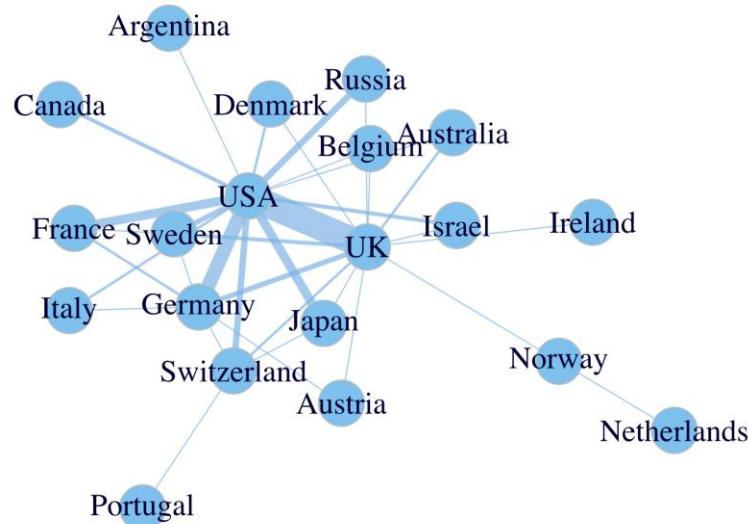 Argentina
Russia
Canada
Denmark
Australia
Belgium
USA
France
Sweden
Israel
Ireland
UK
Italy
Germany
Japan
Norway
Switzerland
Austria
Netherlands
Portugal